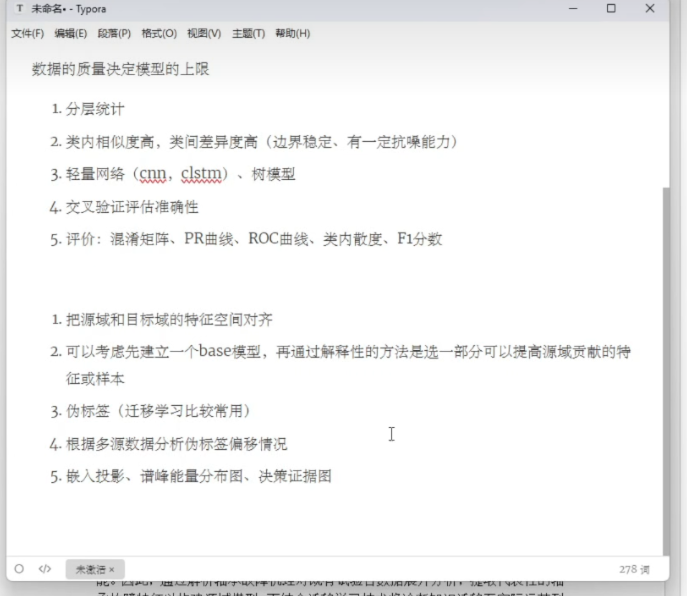 T 未命名• - Typora
文件(F) 编辑(E) 段落(P) 格式(O) 视图(V) 主题(T) 帮助(H)
数据的质量决定模型的上限
1. 分层统计
2. 类内相似度高，类间差异度高（边界稳定、有一定抗噪能力）
3. 轻量网络（cnn，clstm）、树模型
4. 交叉验证评估准确性
5. 评价：混淆矩阵、PR曲线、ROC曲线、类内散度、F1分数
1. 把源域和目标域的特征空间对齐
2. 可以考虑先建立一个base模型，再通过解释性的方法是选一部分可以提高源域贡献的特
征或样本
3. 伪标签（迁移学习比较常用）
4. 根据多源数据分析伪标签偏移情况
5. 嵌入投影、谱峰能量分布图、决策证据图
未激活 ×
278 词